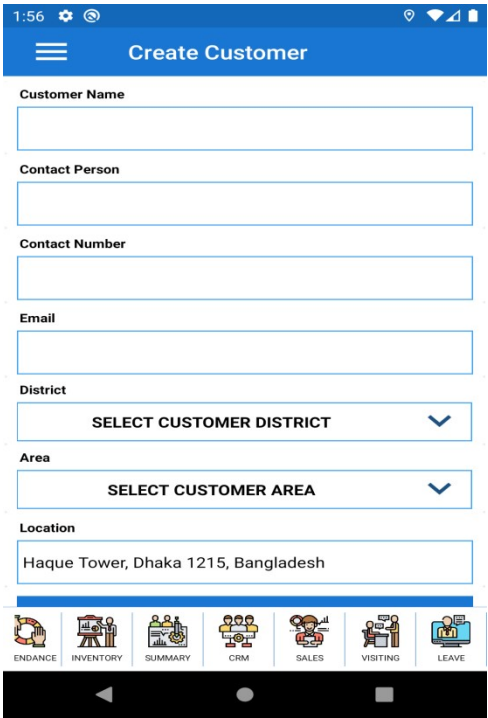 1:56
Create Customer
Customer Name
Contact Person
Contact Number
Email
District
SELECT CUSTOMER DISTRICT
Area
SELECT CUSTOMER AREA
Location
Haque Tower, Dhaka 1215, Bangladesh
ENDANCE INVENTORY SUMMARY CRM SALES VISITING LEAVE